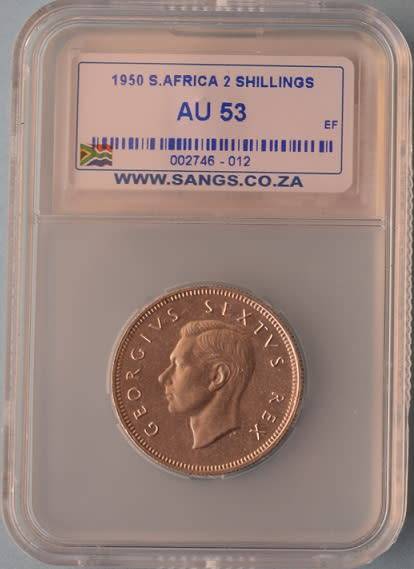 1950 S.AFRICA 2 SHILLINGS
AU 53
EF
002746 - 012
WWW.SANGS.CO.ZA
GEORGIVS SEXTVS REX